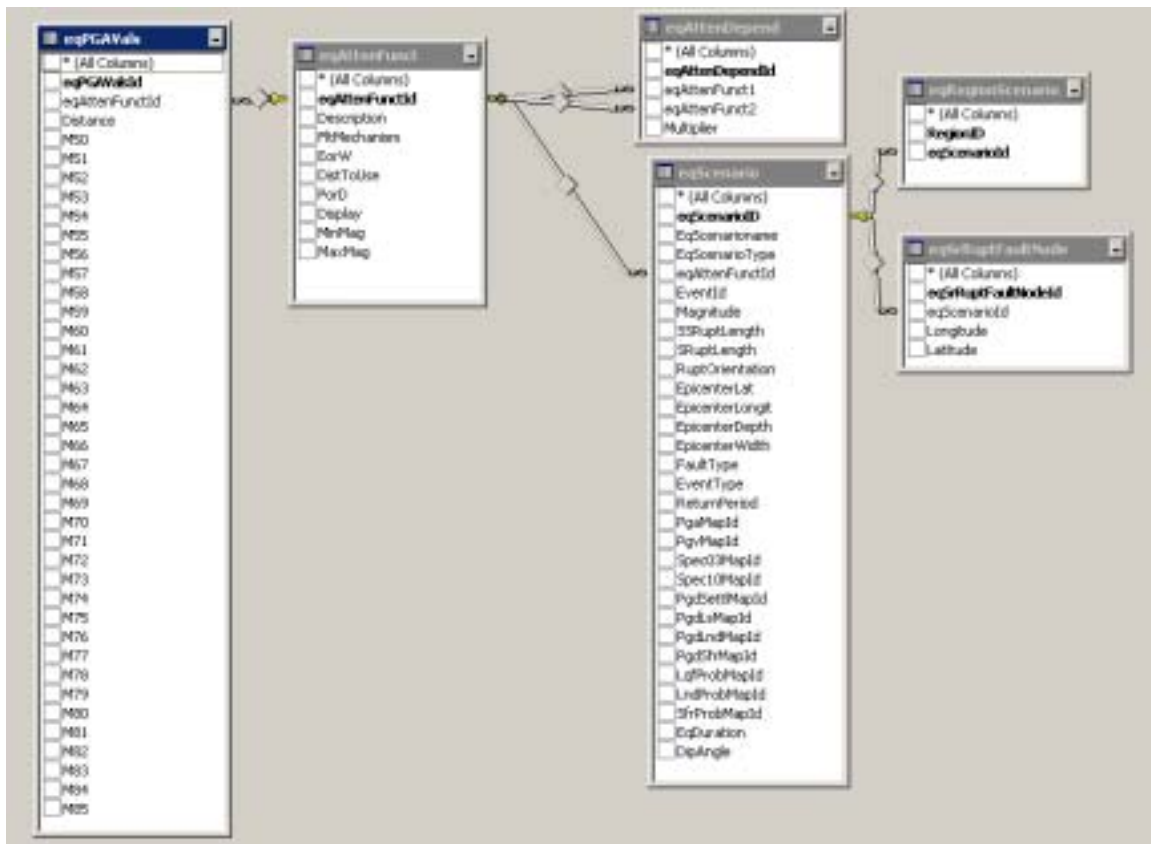 eqPGAVals
* (All Columns)
eqPGAValsId
eqAttenFunctId
Distance
M50
M51
M52
M53
M54
M55
M56
M57
M58
M59
M60
M61
M62
M63
M64
M65
M66
M67
M68
M69
M70
M71
M72
M73
M74
M75
M76
M77
M78
M79
M80
M81
M82
M83
M84
M85
eqAttenFunct
* (All Columns)
eqAttenFunctId
Description
FltMechanism
EorW
DistToUse
PorD
Display
MinMag
MaxMag
eqAttenDepend
* (All Columns)
eqAttenDependId
eqAttenFunct1
eqAttenFunct2
Multiplier
eqScenario
* (All Columns)
eqScenarioID
EqScenarioname
EqScenarioType
eqAttenFunctId
EventId
Magnitude
SSRuptLength
SRuptLength
RuptOrientation
EpicenterLat
EpicenterLongit
EpicenterDepth
EpicenterWidth
FaultType
EventType
ReturnPeriod
PgaMapId
PgvMapId
Spec03MapId
Spec10MapId
PgdSettlMapId
PgdLsMapId
PgdLndMapId
PgdSfrMapId
LqfProbMapId
LndProbMapId
SfrProbMapId
EqDuration
DipAngle
eqRegionScenario
* (All Columns)
RegionID
eqScenarioId
eqSrRuptFaultNode
* (All Columns)
eqSrRuptFaultNodeId
eqScenarioId
Longitude
Latitude